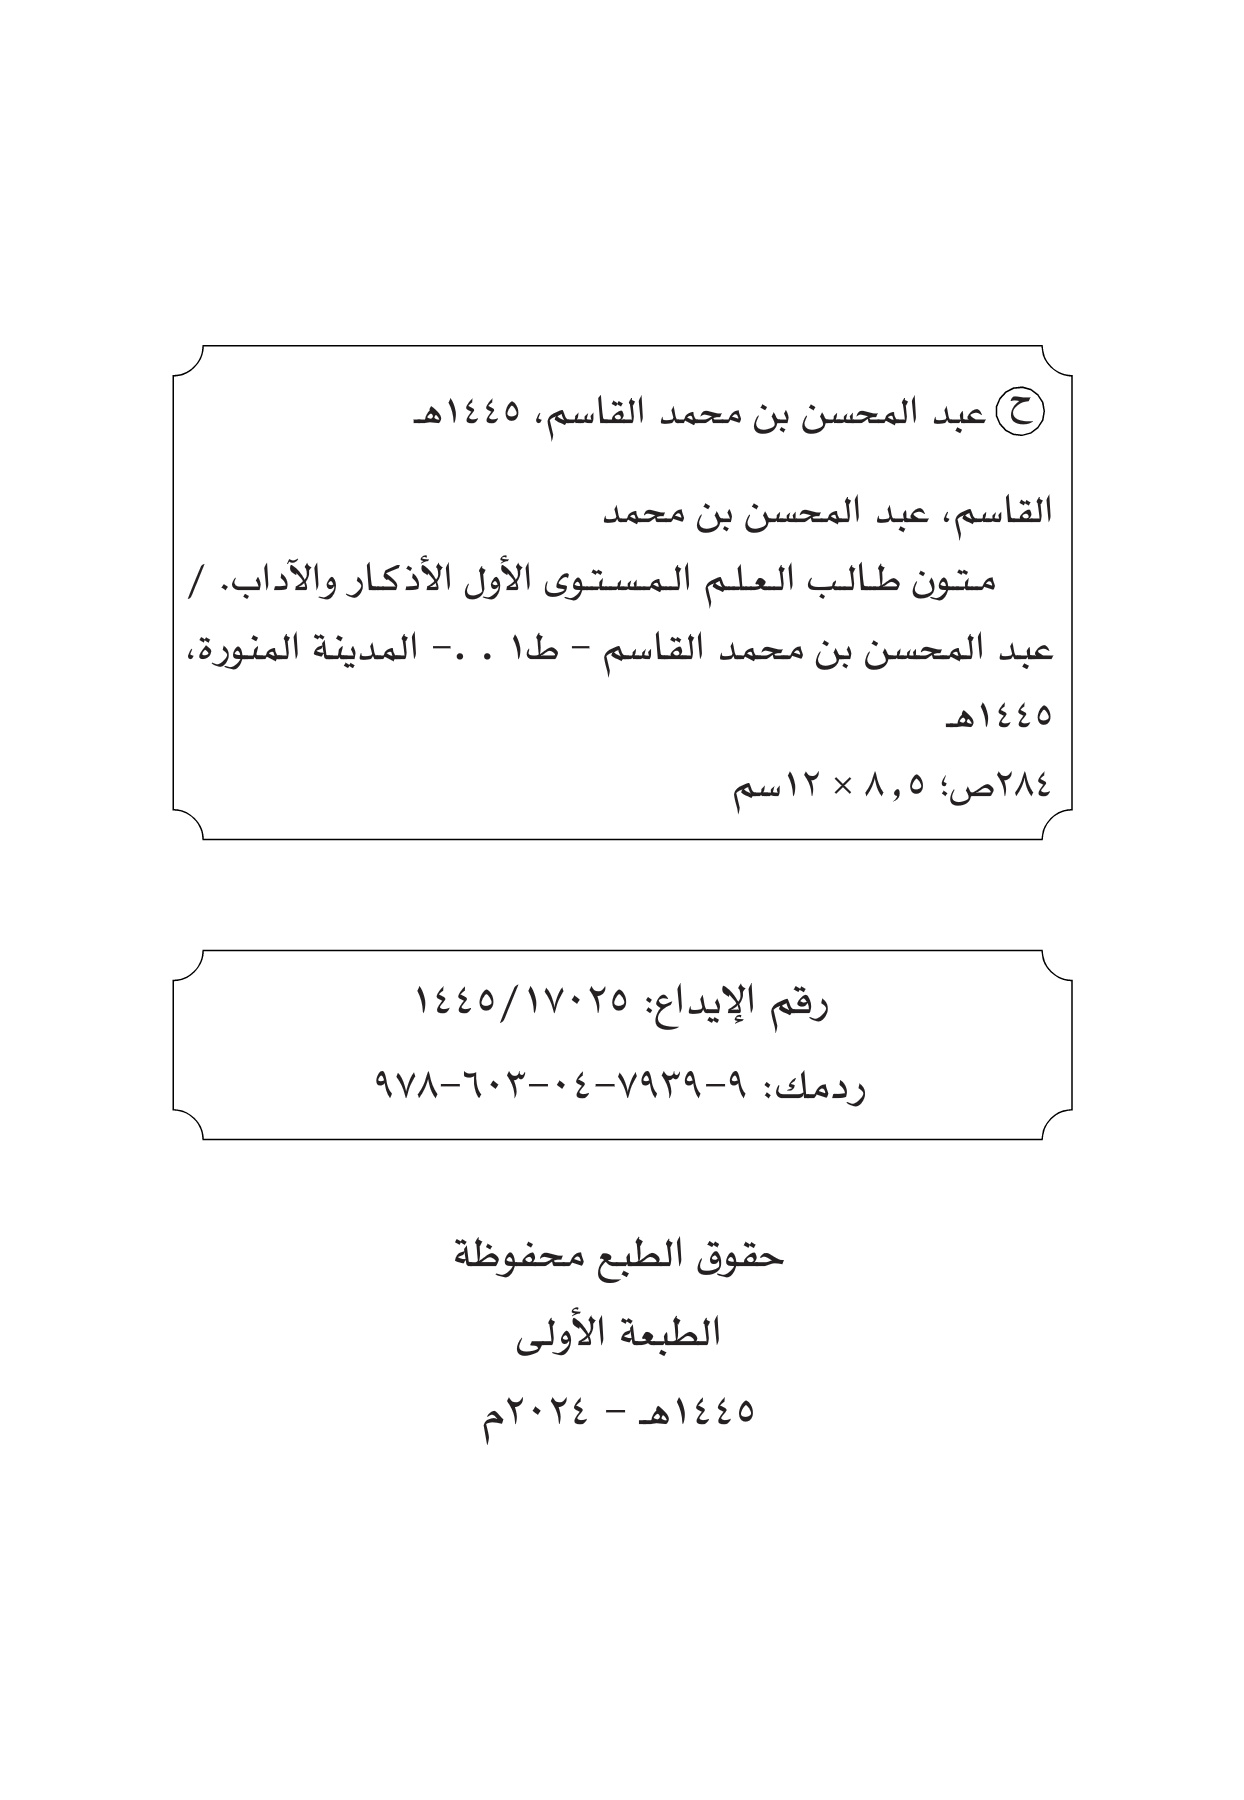 ح عبد المحسن بن محمد القاسم، ١٤٤٥هـ
القاسم، عبد المحسن بن محمد
متون طالب العلم المستوى الأول الأذكار والآداب. /
عبد المحسن بن محمد القاسم – ط١ . .– المدينة المنورة،
١٤٤٥هـ
٢٨٤ص؛ ٨,٥ × ١٢سم
رقم الإيداع: ١٤٤٥/١٧٠٢٥
ردمك: ٩–٧٩٣٩–٠٤–٦٠٣–٩٧٨
حقوق الطبع محفوظة
الطبعة الأولى
١٤٤٥هـ – ٢٠٢٤م